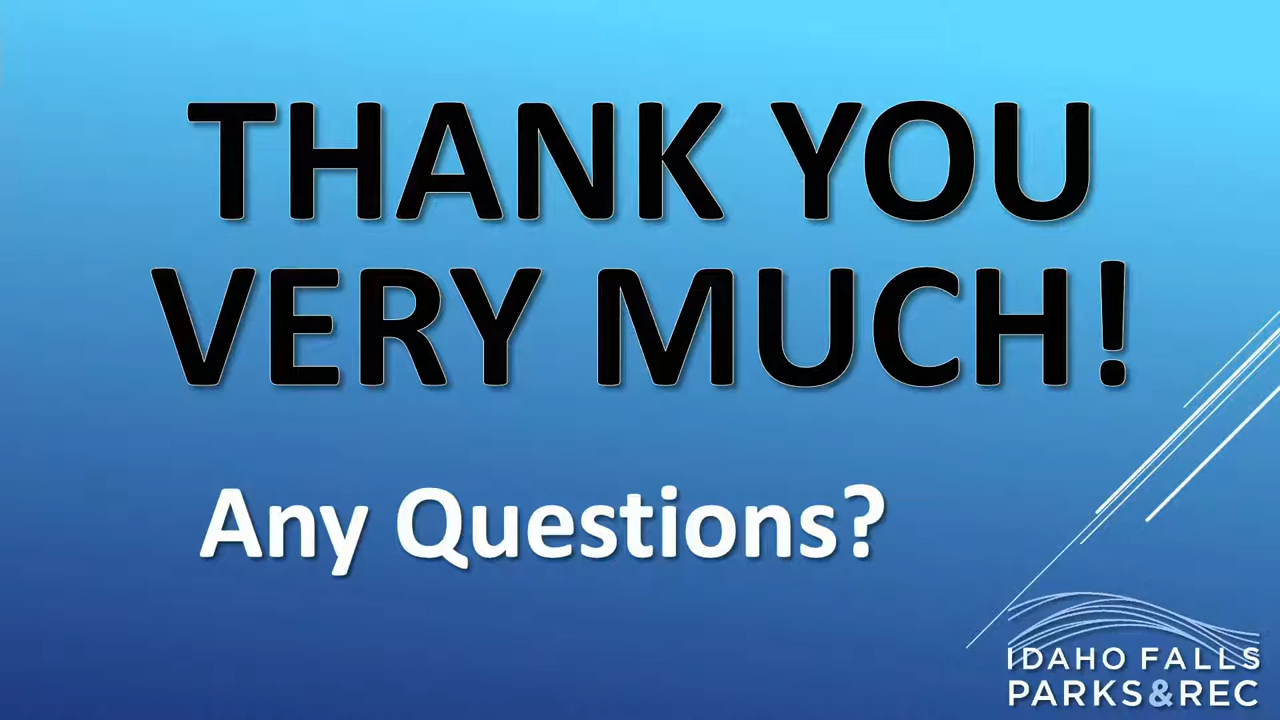 THANK YOU
VERY MUCH!
Any Questions?
IDAHO FALLS
PARKS&REC